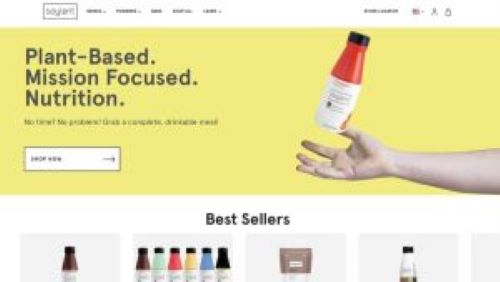 soylent
DRINKS POWDERS BARS BUNDLES LEARN
STORE LOCATOR
Plant-Based.
Mission Focused.
Nutrition.
No time? No problem! Grab a complete, drinkable meal!
SHOP NOW
Best Sellers